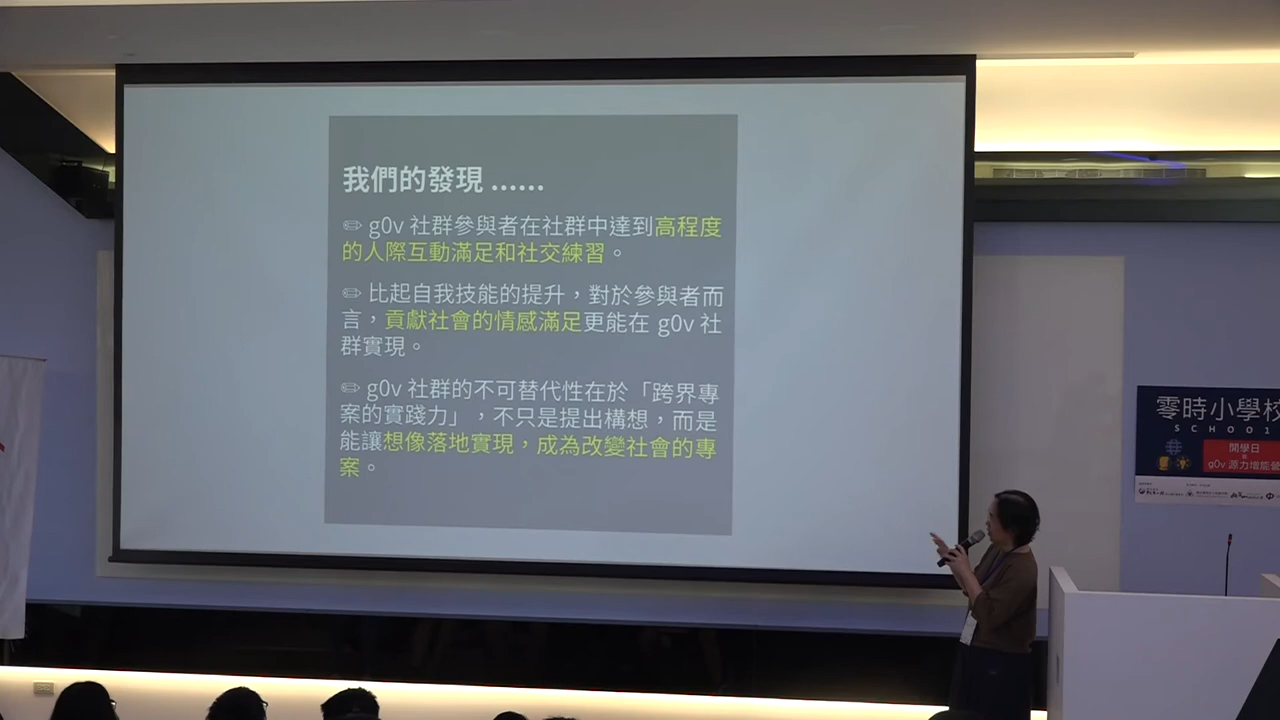 我們的發現 ......
✏ g0v 社群參與者在社群中達到高程度
的人際互動滿足和社交練習。
✏ 比起自我技能的提升，對於參與者而
言，貢獻社會的情感滿足更能在 g0v 社
群實現。
✏ g0v 社群的不可替代性在於「跨界專
案的實踐力」，不只是提出構想，而是
能讓想像落地實現，成為改變社會的專
案。
零時小學校
SCHOO1
開學日
g0v 源力增能營